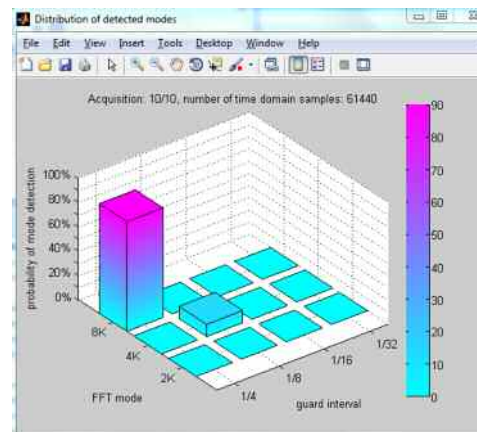 Distribution of detected modes
File Edit View Insert Tools Desktop Window Help
Acquisition: 10/10, number of time domain samples: 61440
probability of mode detection
100%
80%
60%
40%
20%
0%
8K
4K
2K
FFT mode
1/4
1/8
1/16
1/32
guard interval
90
80
70
60
50
40
30
20
10
0